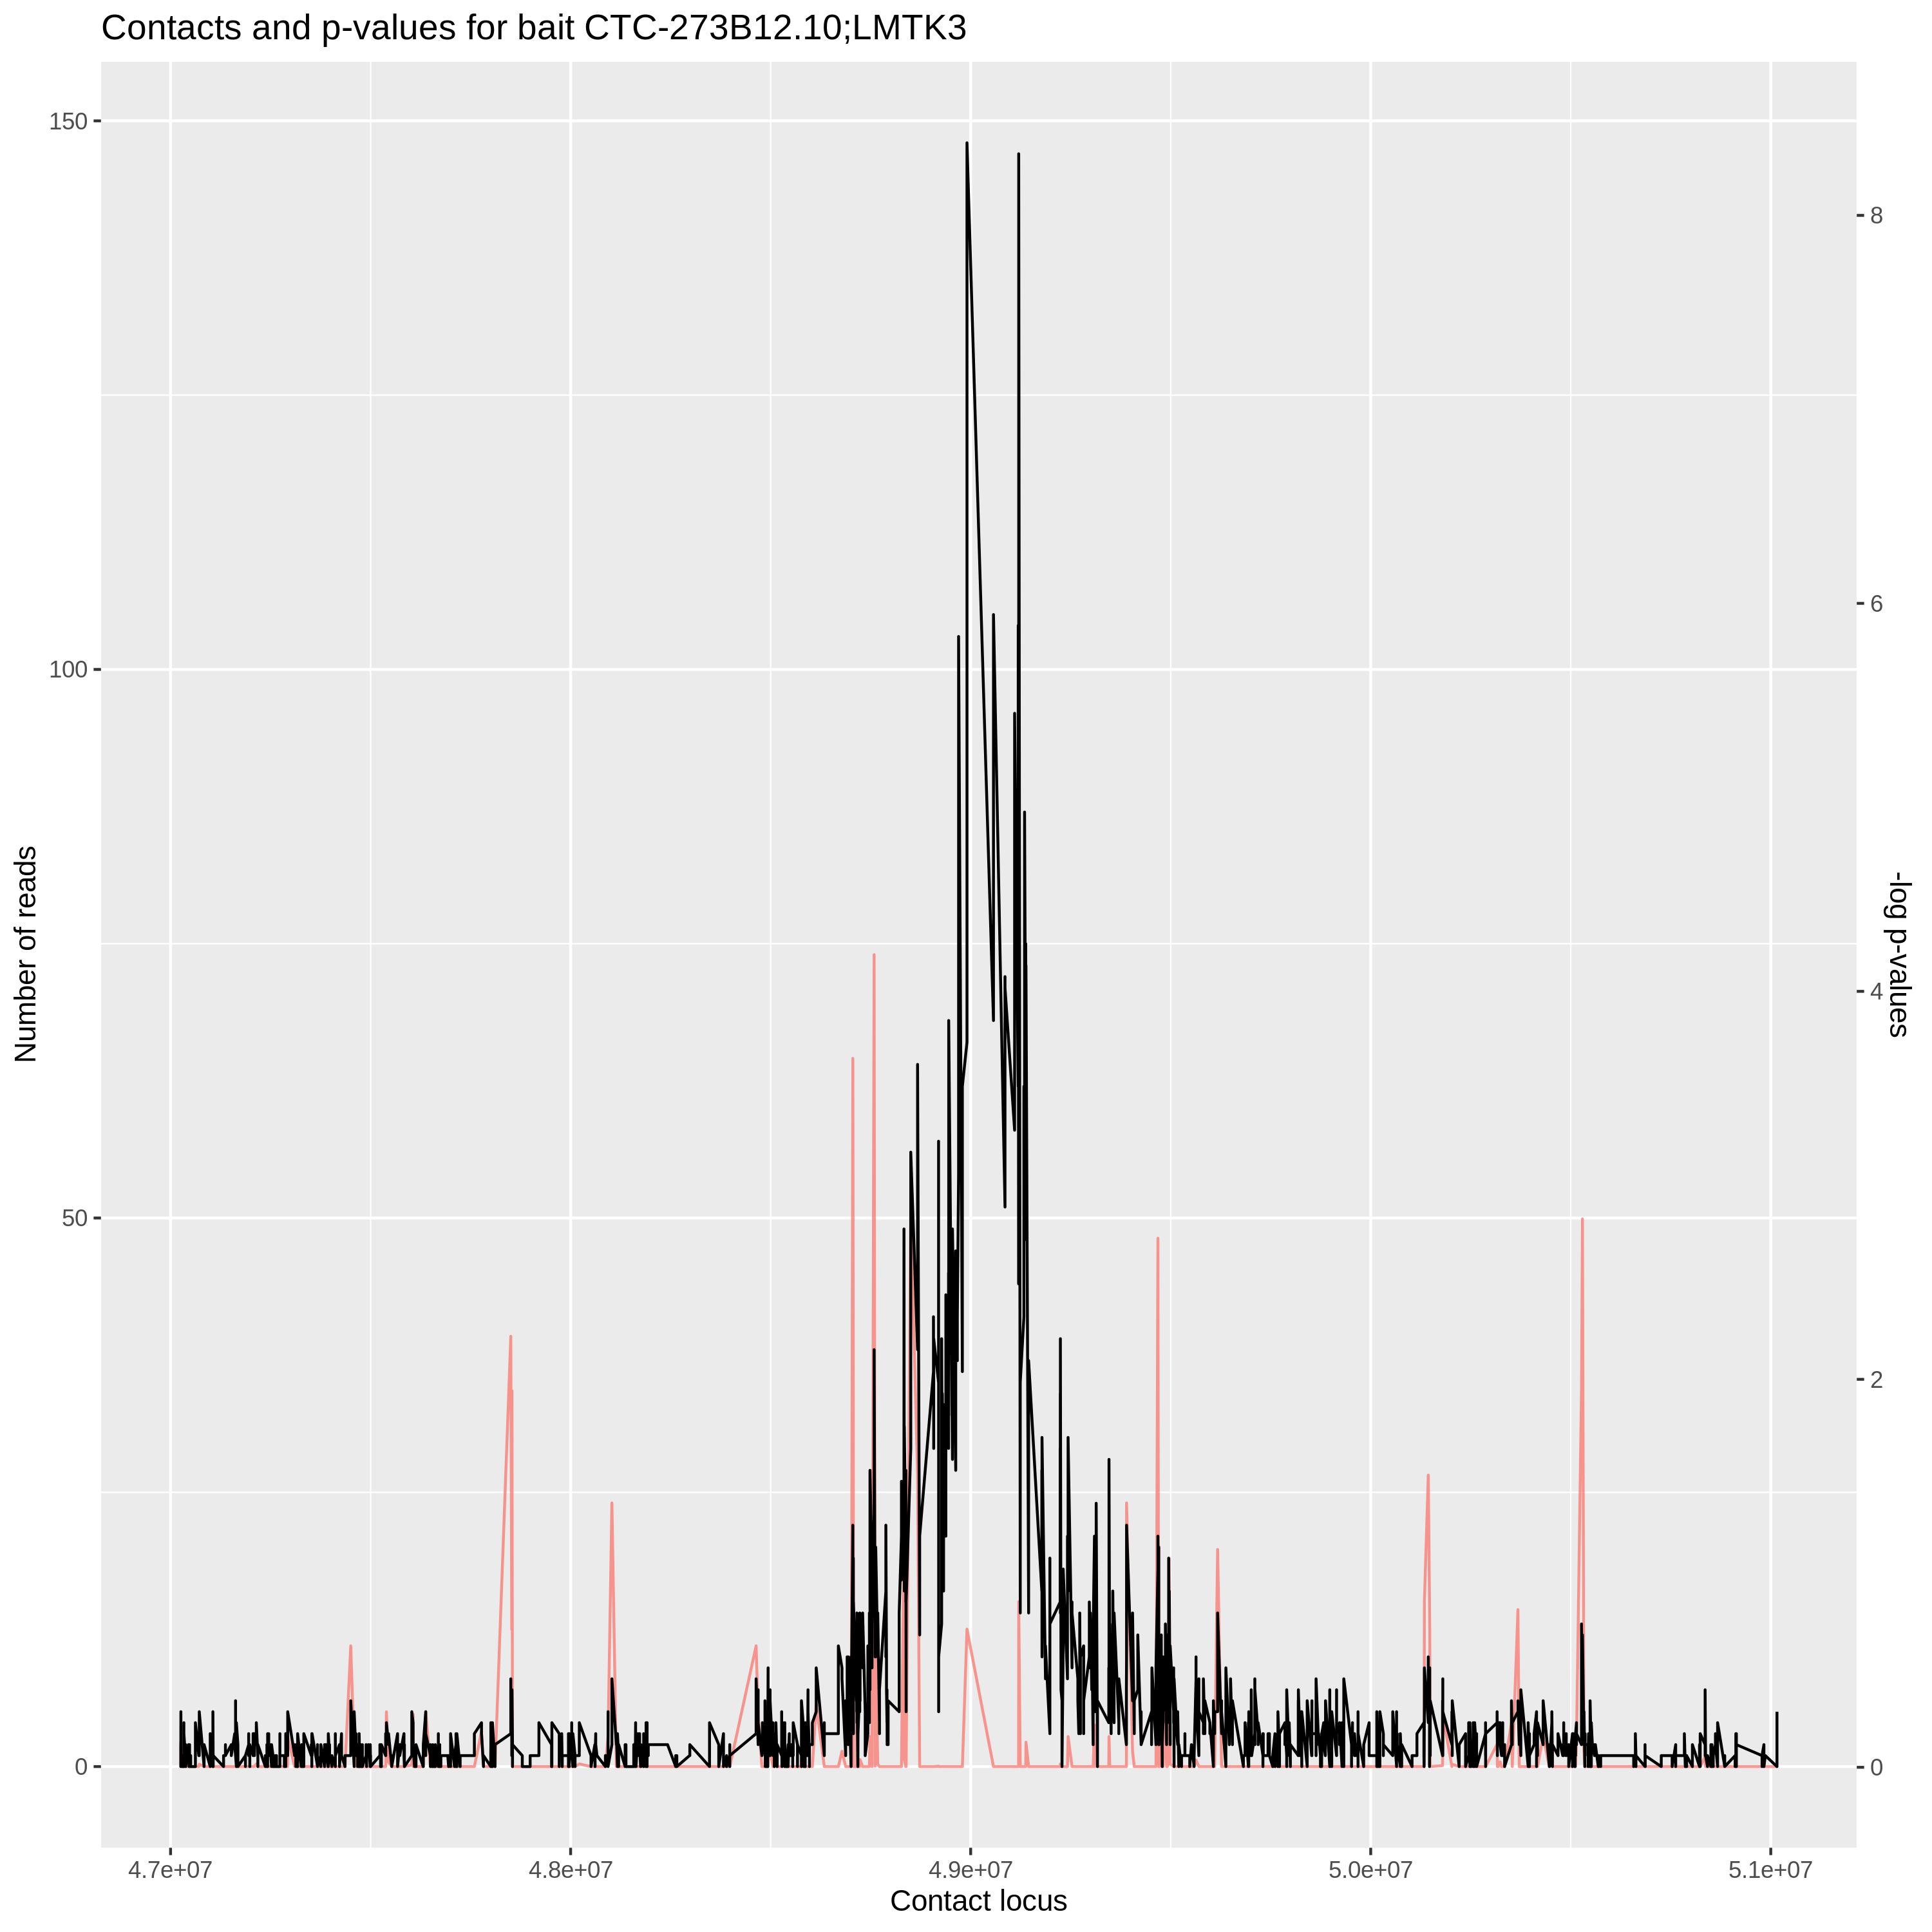 Contacts and p-values for bait CTC-273B12.10;LMTK3
150
100
50
0
Number of reads
8
6
4
2
0
-log p-values
4.7e+07 4.8e+07 4.9e+07 5.0e+07 5.1e+07
Contact locus